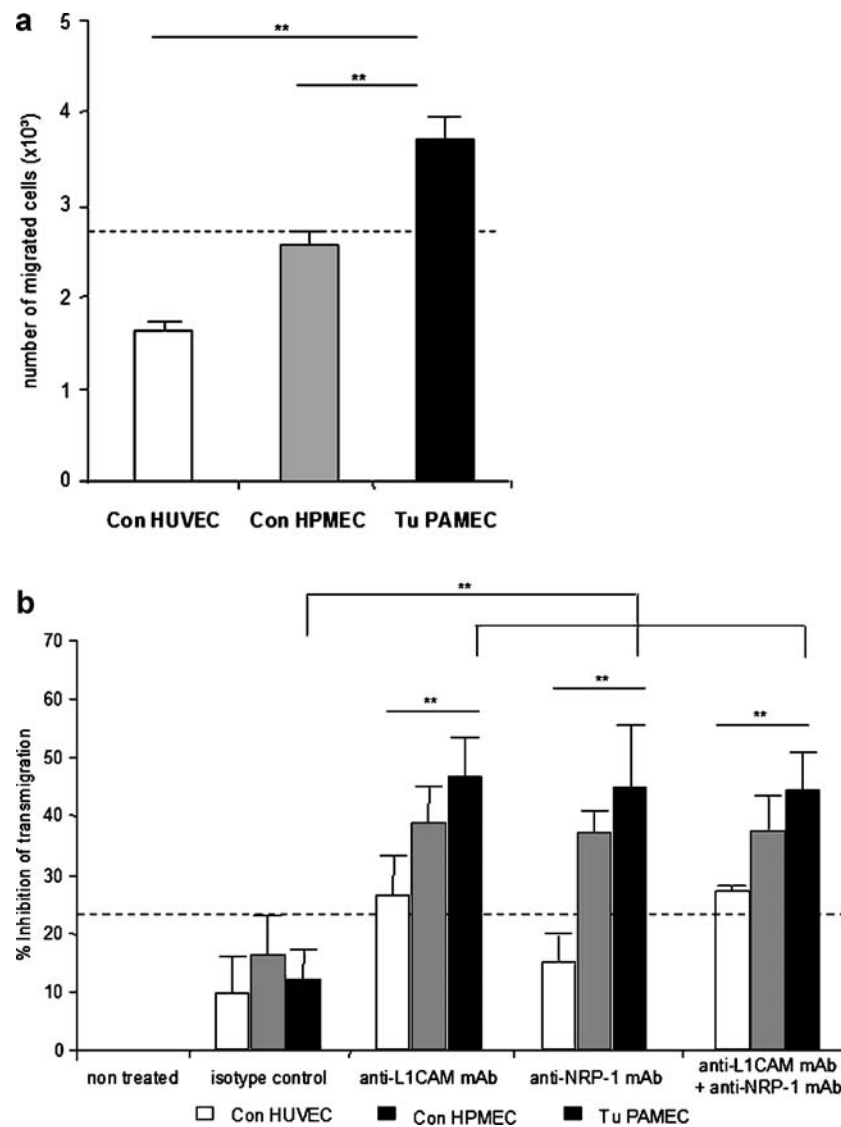 a
5
4
3
2
1
0
number of migrated cells (x10³)
**
**
Con HUVEC Con HPMEC Tu PAMEC
b
70
60
50
40
30
20
10
0
% Inhibition of transmigration
**
**
**
**
non treated isotype control anti-L1CAM mAb anti-NRP-1 mAb anti-L1CAM mAb
+ anti-NRP-1 mAb
Con HUVEC Con HPMEC Tu PAMEC